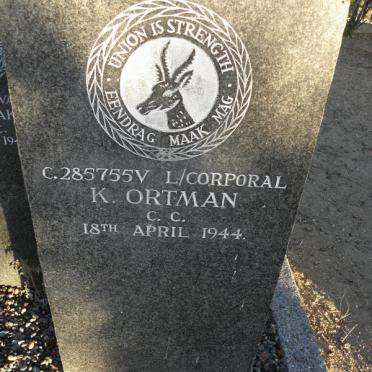 UNION IS STRENGTH
EENDRAG MAAK MAG
C.285755V L/CORPORAL
K. ORTMAN
C. C.
18TH APRIL 1944.